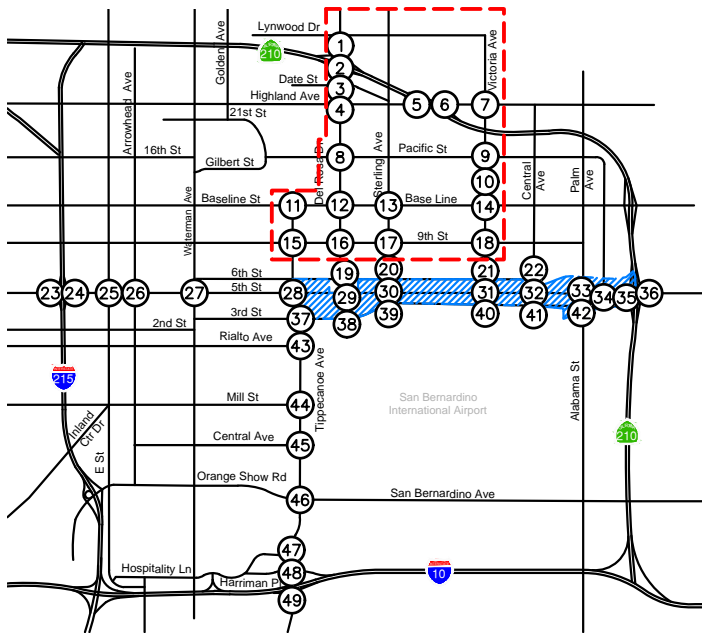 Lynwood Dr
1
210
Golden Ave
Victoria Ave
2
Arrowhead Ave
Date St
3
Highland Ave
4
5
6
7
21st St
16th St
Gilbert St
Del Rosa Dr
8
Sterling Ave
Pacific St
9
Central
Ave
Palm
Ave
10
Baseline St
11
12
13
Base Line
14
Waterman Ave
15
16
17
9th St
18
6th St
19
20
21
22
23
24
25
26
27
5th St
28
29
30
31
32
33
34
35
36
3rd St
37
38
39
40
41
42
2nd St
Rialto Ave
43
215
Tippecanoe Ave
Mill St
44
San Bernardino
International Airport
Alabama St
Inland
Ctr Dr
Central Ave
45
210
E St
Orange Show Rd
46
San Bernardino Ave
47
Hospitality Ln
48
10
Harriman Pl
49